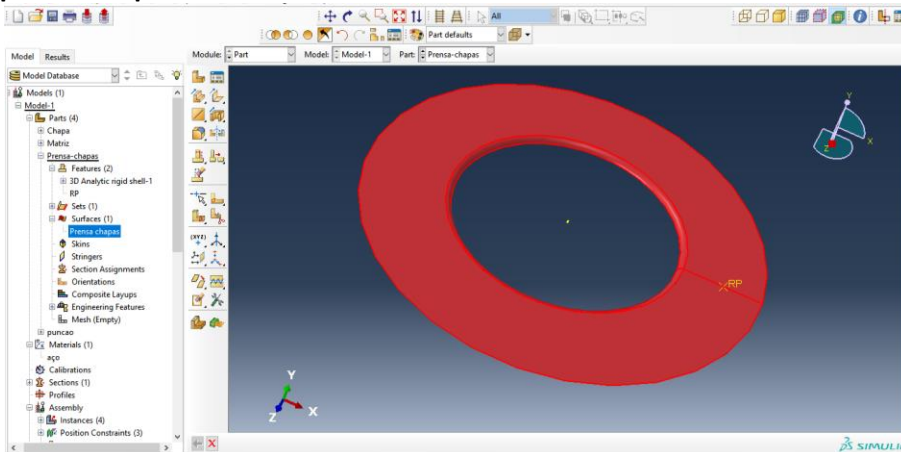 All
Part defaults
Model Results
Module: Part Model: Model-1 Part: Prensa-chapas
Model Database
Models (1)
Model-1
Parts (4)
Chapa
Matriz
Prensa-chapas
Features (2)
3D Analytic rigid shell-1
RP
Sets (1)
Surfaces (1)
Prensa chapas
Skins
Stringers
Section Assignments
Orientations
Composite Layups
Engineering Features
Mesh (Empty)
puncao
Materials (1)
aço
Calibrations
Sections (1)
Profiles
Assembly
Instances (4)
Position Constraints (3)
(XYZ)
RP
Y
X
Z
Y
X
Z
SIMULI